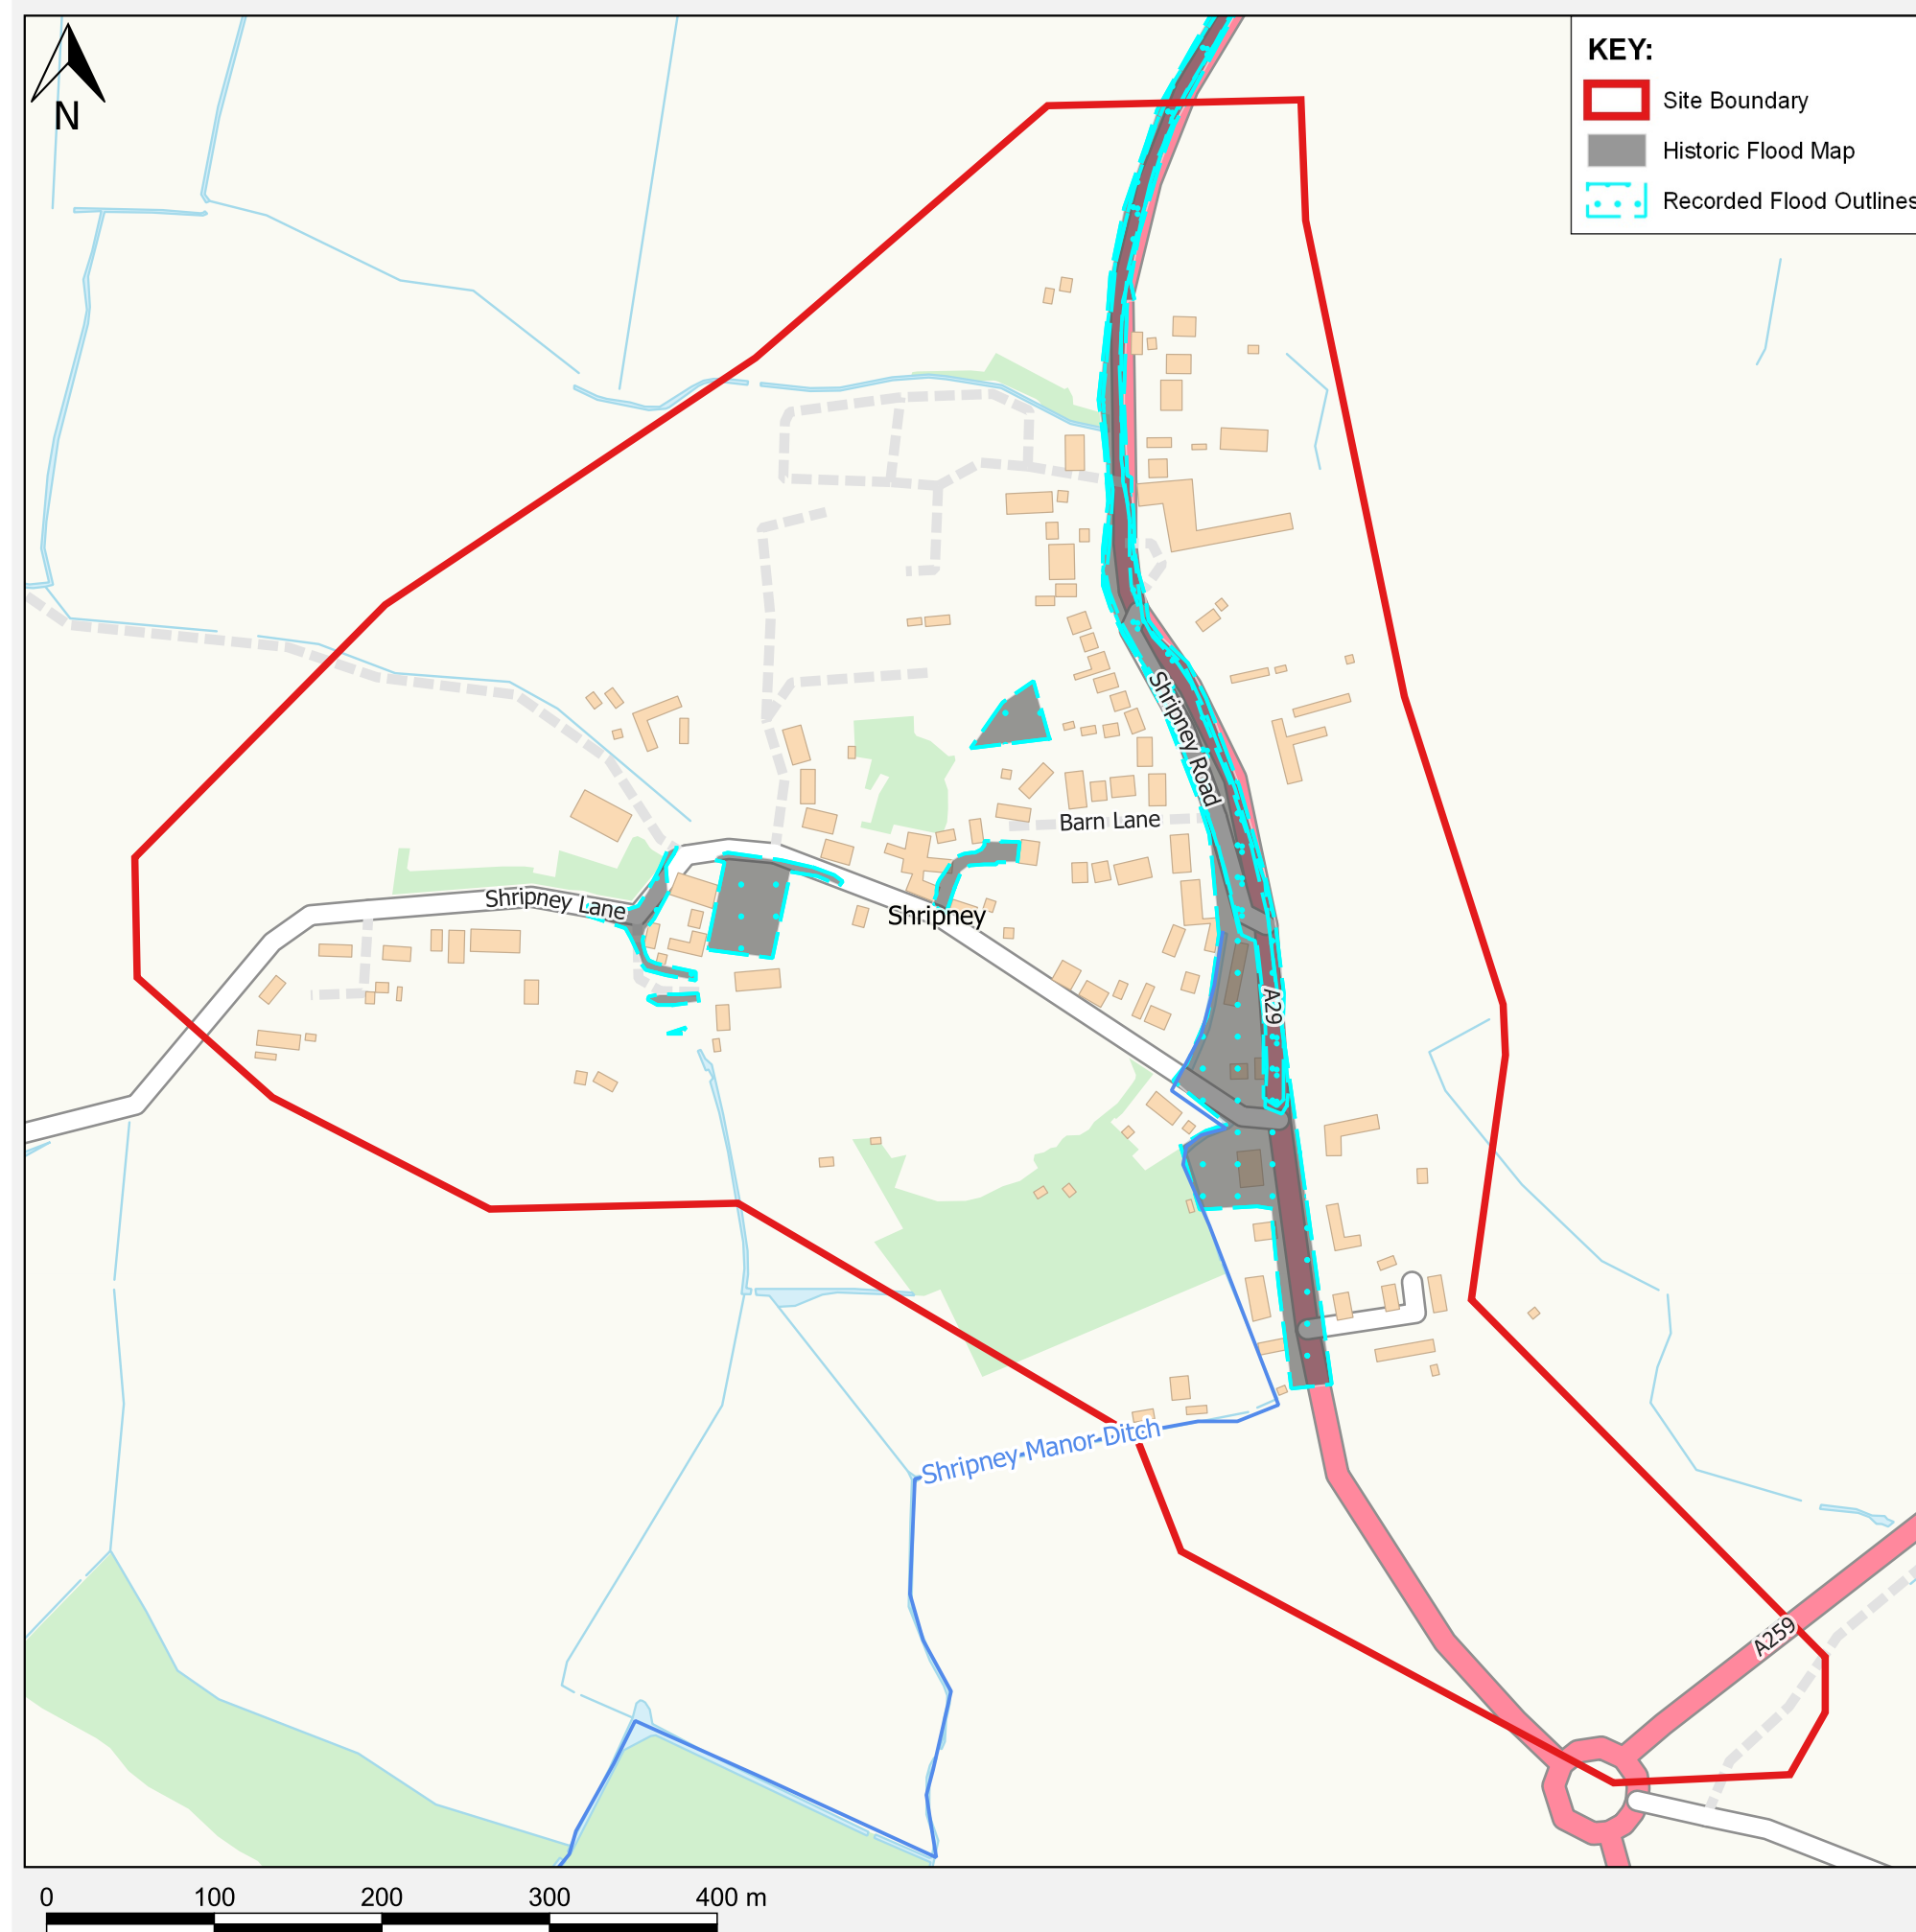 N
KEY:
Site Boundary
Historic Flood Map
Recorded Flood Outlines
Shripney Road
Barn Lane
Shripney Lane
Shripney
A29
Shripney Manor Ditch
A259
0 100 200 300 400 m